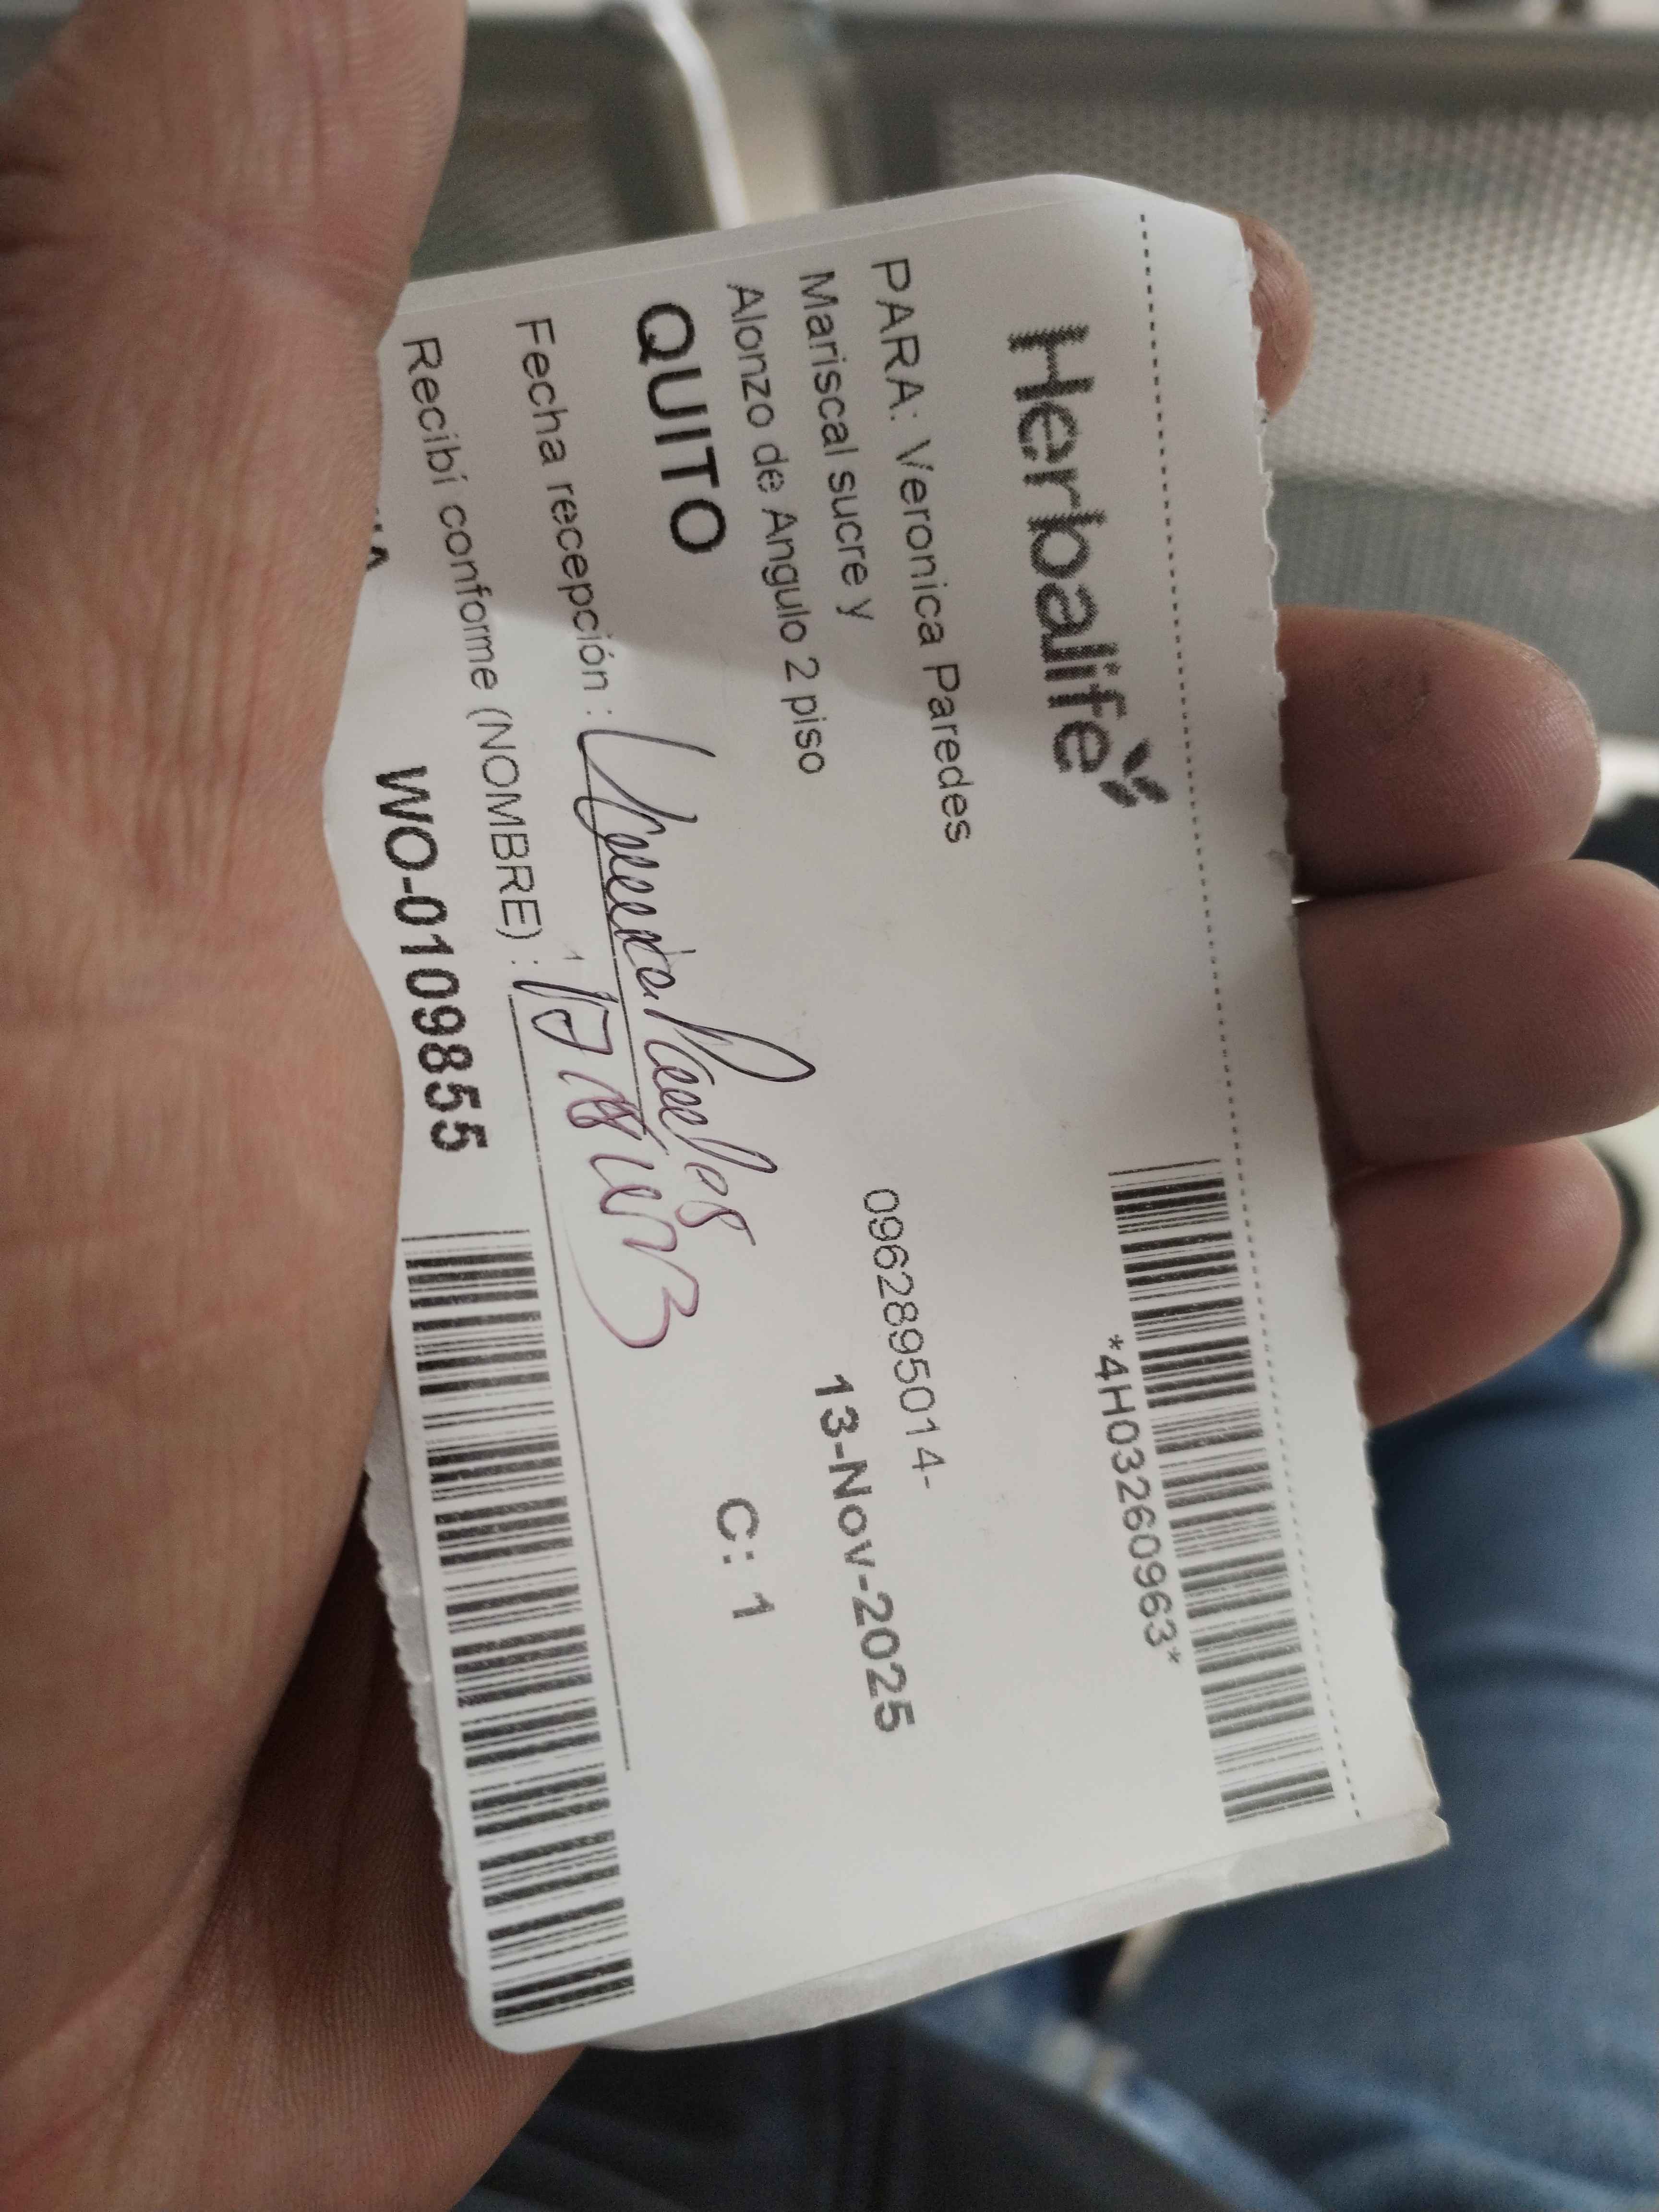 Herbalife
*4H03260963*
PARA: Veronica Paredes
0962895014-
Mariscal sucre y
13-Nov-2025
Alonzo de Angulo 2 piso
QUITO
C: 1
Fecha recepción :
Recibí conforme (NOMBRE) :
WO-0109855